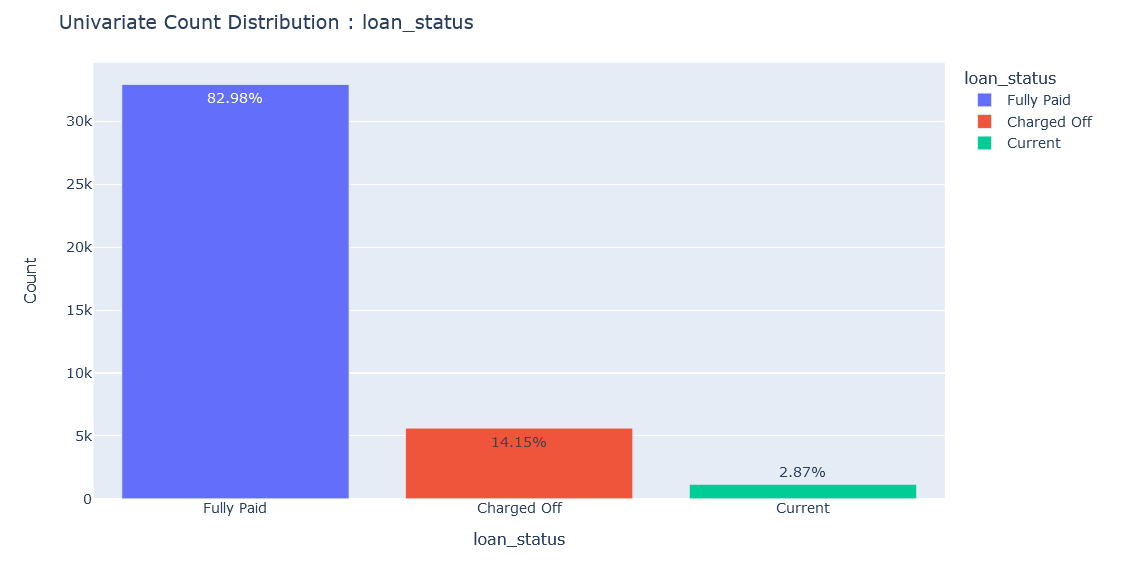 Univariate Count Distribution : loan_status
loan_status
Fully Paid
Charged Off
Current
Count
30k
25k
20k
15k
10k
5k
0
82.98%
14.15%
2.87%
Fully Paid
Charged Off
Current
loan_status